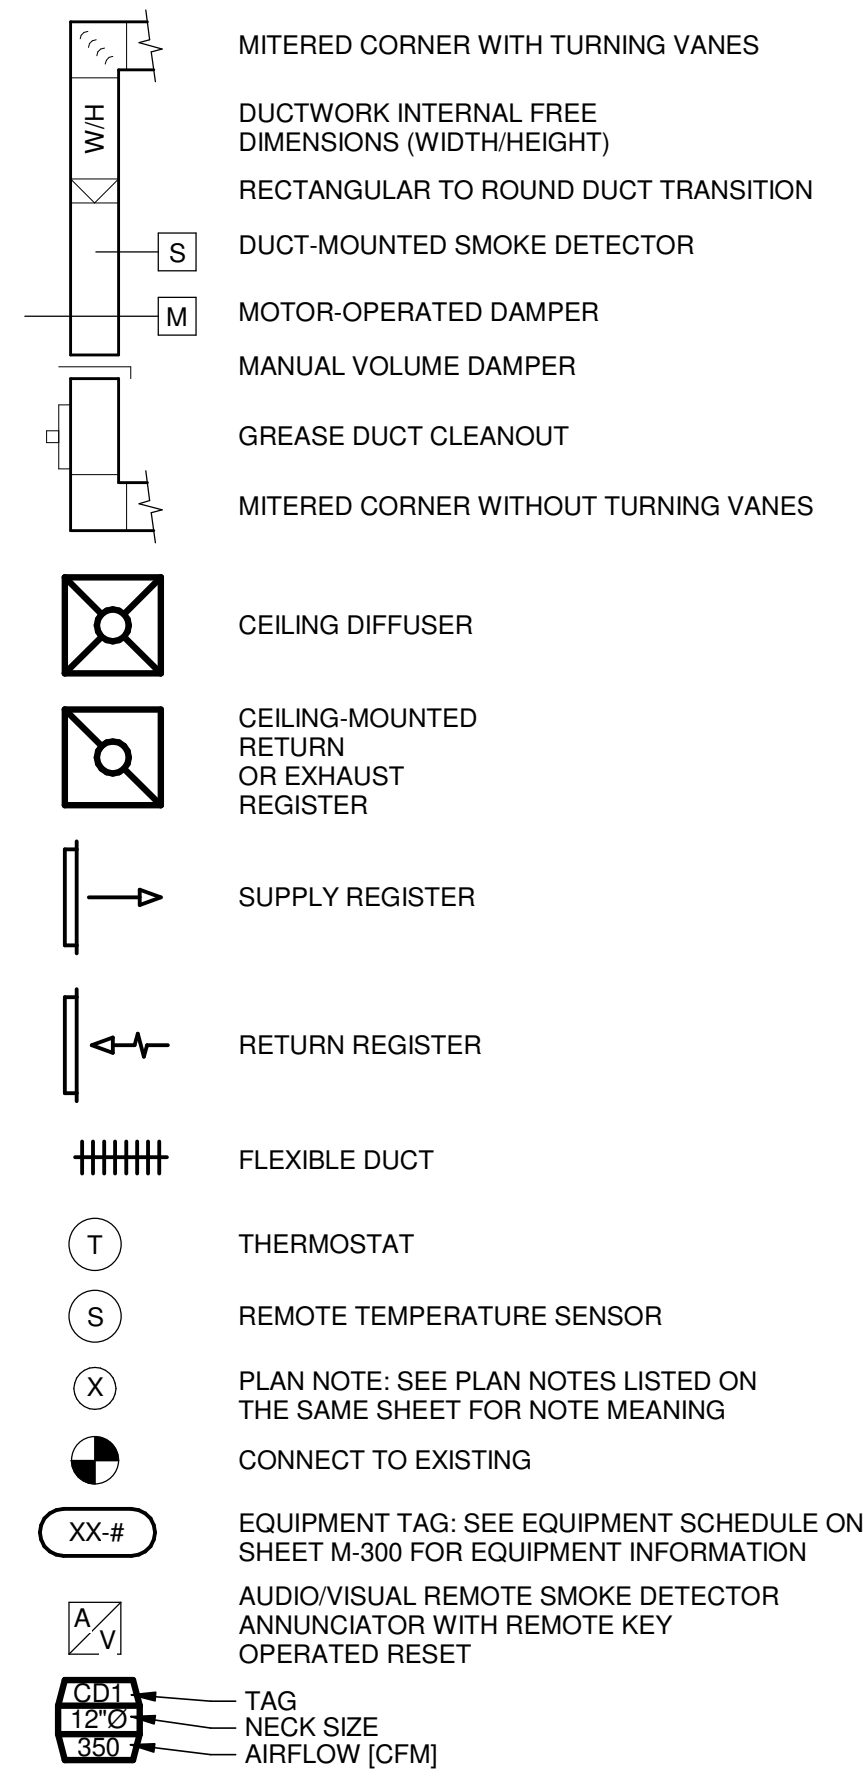 MITERED CORNER WITH TURNING VANES
W/H
DUCTWORK INTERNAL FREE
DIMENSIONS (WIDTH/HEIGHT)
RECTANGULAR TO ROUND DUCT TRANSITION
S
DUCT-MOUNTED SMOKE DETECTOR
M
MOTOR-OPERATED DAMPER
MANUAL VOLUME DAMPER
GREASE DUCT CLEANOUT
MITERED CORNER WITHOUT TURNING VANES
CEILING DIFFUSER
CEILING-MOUNTED
RETURN
OR EXHAUST
REGISTER
SUPPLY REGISTER
RETURN REGISTER
FLEXIBLE DUCT
T
THERMOSTAT
S
REMOTE TEMPERATURE SENSOR
X
PLAN NOTE: SEE PLAN NOTES LISTED ON
THE SAME SHEET FOR NOTE MEANING
CONNECT TO EXISTING
XX-#
EQUIPMENT TAG: SEE EQUIPMENT SCHEDULE ON
SHEET M-300 FOR EQUIPMENT INFORMATION
A/V
AUDIO/VISUAL REMOTE SMOKE DETECTOR
ANNUNCIATOR WITH REMOTE KEY
OPERATED RESET
CD1
TAG
12"Ø
NECK SIZE
350
AIRFLOW [CFM]